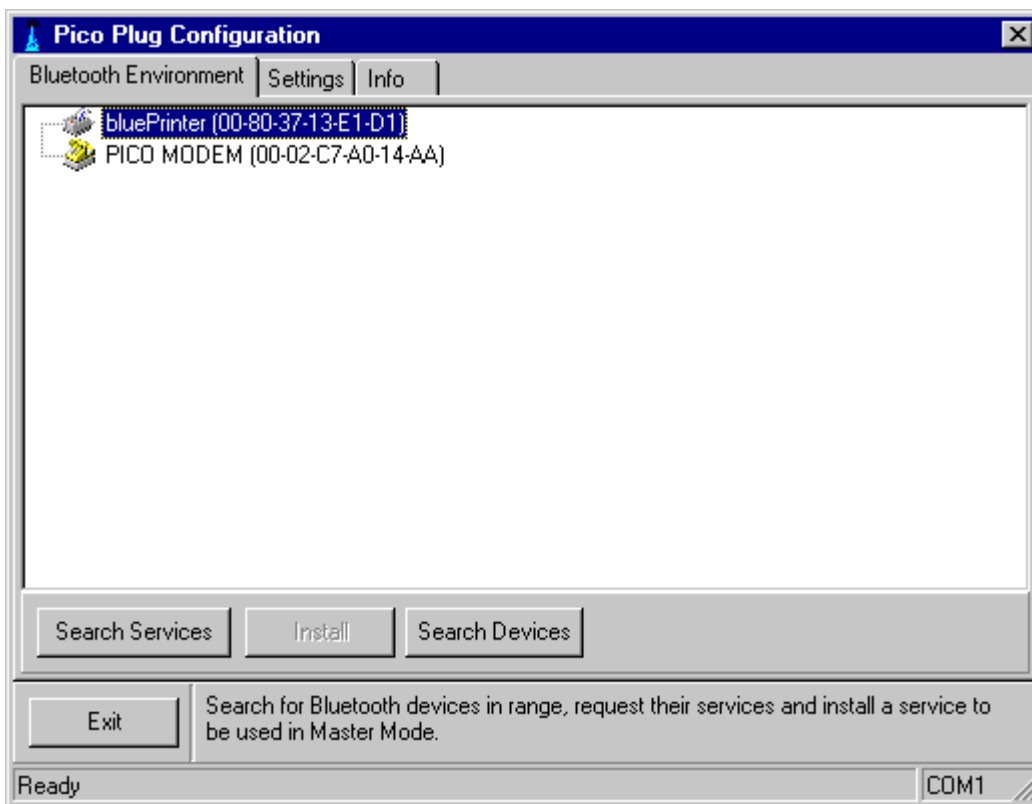 Pico Plug Configuration
Bluetooth Environment Settings Info
bluePrinter (00-80-37-13-E1-D1)
PICO MODEM (00-02-C7-A0-14-AA)
Search Services Install Search Devices
Exit
Search for Bluetooth devices in range, request their services and install a service to
be used in Master Mode.
Ready COM1